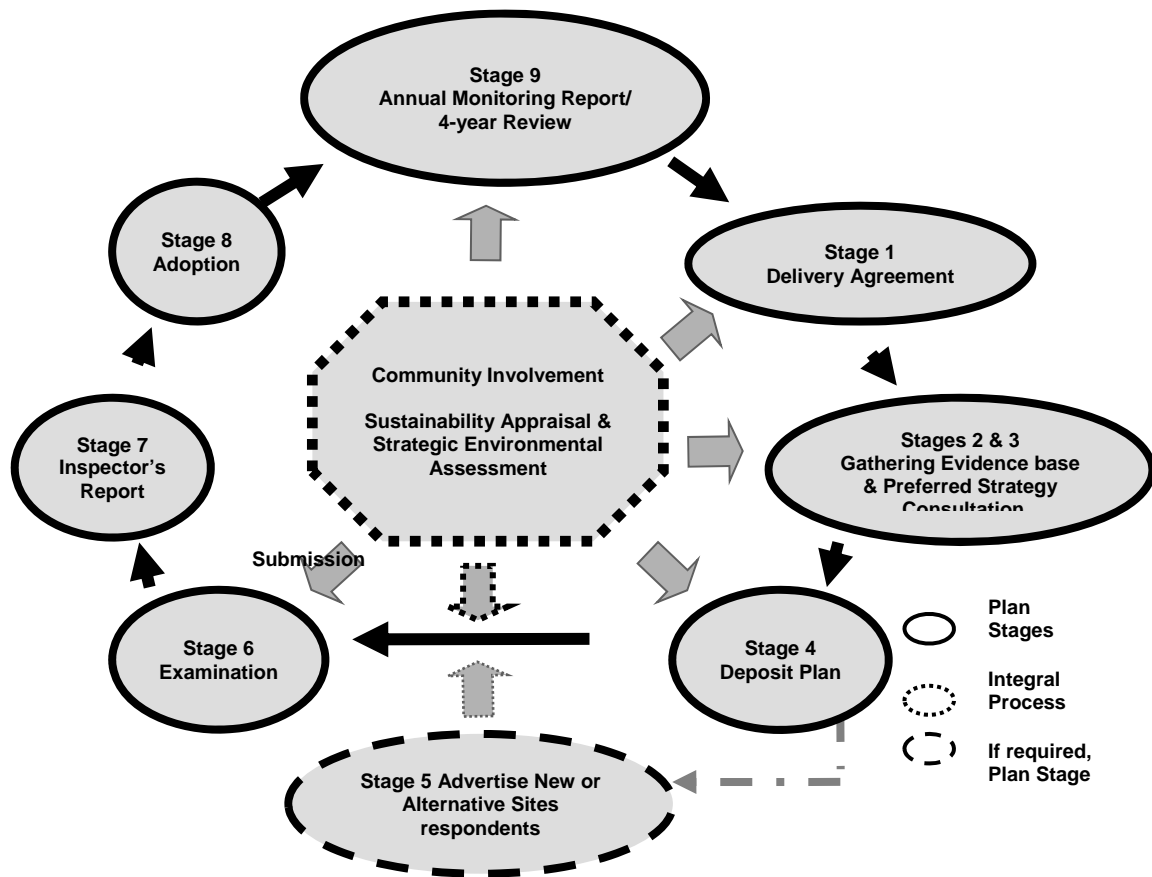 Stage 9
Annual Monitoring Report/
4-year Review
Stage 8
Adoption
Stage 1
Delivery Agreement
Community Involvement
Sustainability Appraisal &
Strategic Environmental
Assessment
Stage 7
Inspector's
Report
Stages 2 & 3
Gathering Evidence base
& Preferred Strategy
Consultation
Submission
Stage 6
Examination
Stage 4
Deposit Plan
Stage 5 Advertise New or
Alternative Sites
respondents
Plan
Stages
Integral
Process
If required,
Plan Stage